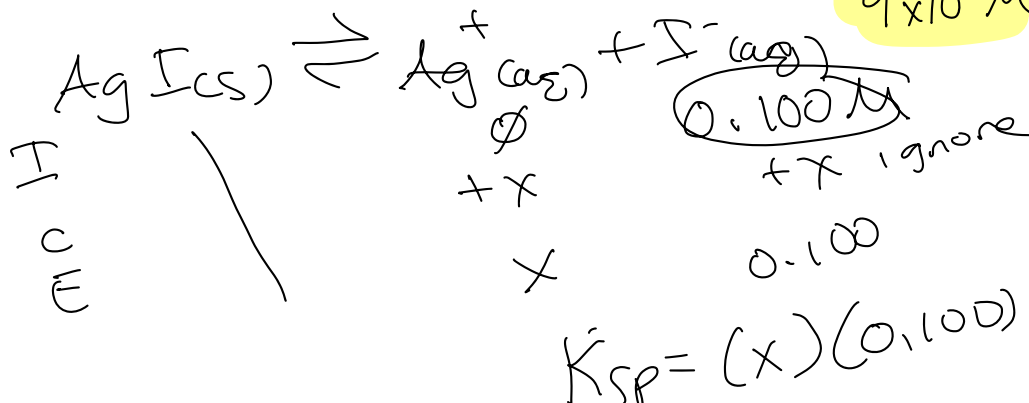 AgI(s) ⇌ Ag⁺(aq) + I⁻(aq)
I ∅ 0.100 M
C +x +x ignore
E x 0.100
Ksp = (x)(0.100)